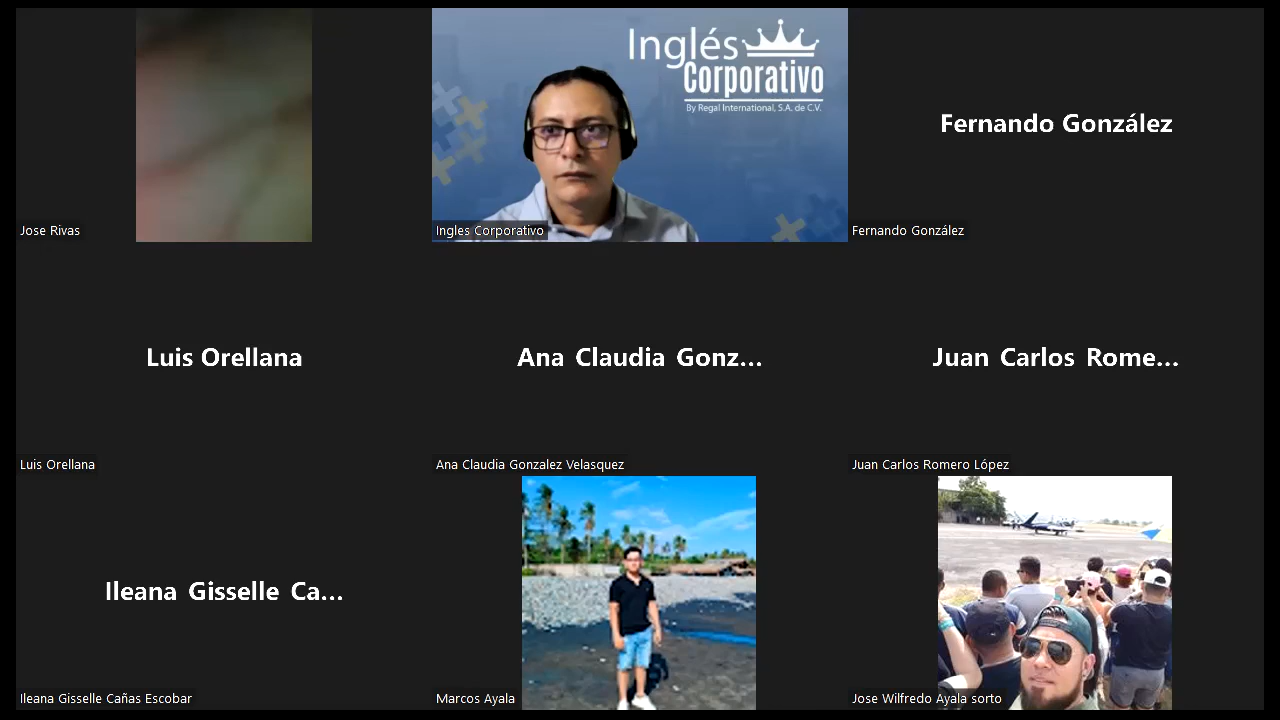 Inglés
Corporativo
By Regal International, S.A. de C.V.
Fernando González
Jose Rivas
Ingles Corporativo
Fernando González
Luis Orellana
Ana Claudia Gonz...
Juan Carlos Rome...
Luis Orellana
Ana Claudia Gonzalez Velasquez
Juan Carlos Romero López
Ileana Gisselle Ca...
Ileana Gisselle Cañas Escobar
Marcos Ayala
Jose Wilfredo Ayala sorto